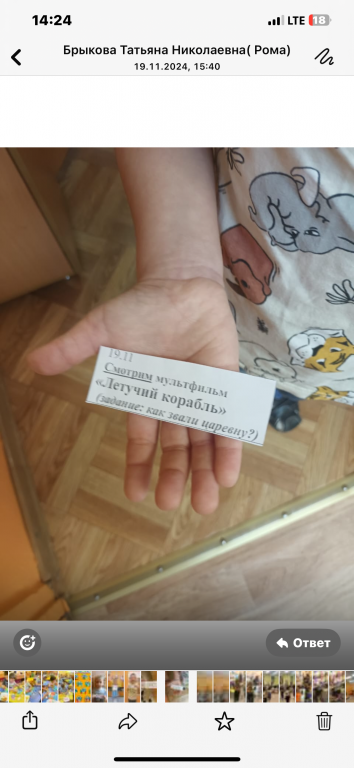 14:24
LTE 18
Брыкова Татьяна Николаевна( Рома)
19.11.2024, 15:40
19.11
Смотрим мультфильм
«Летучий корабль»
(задание: как звали царевну?)
Ответ